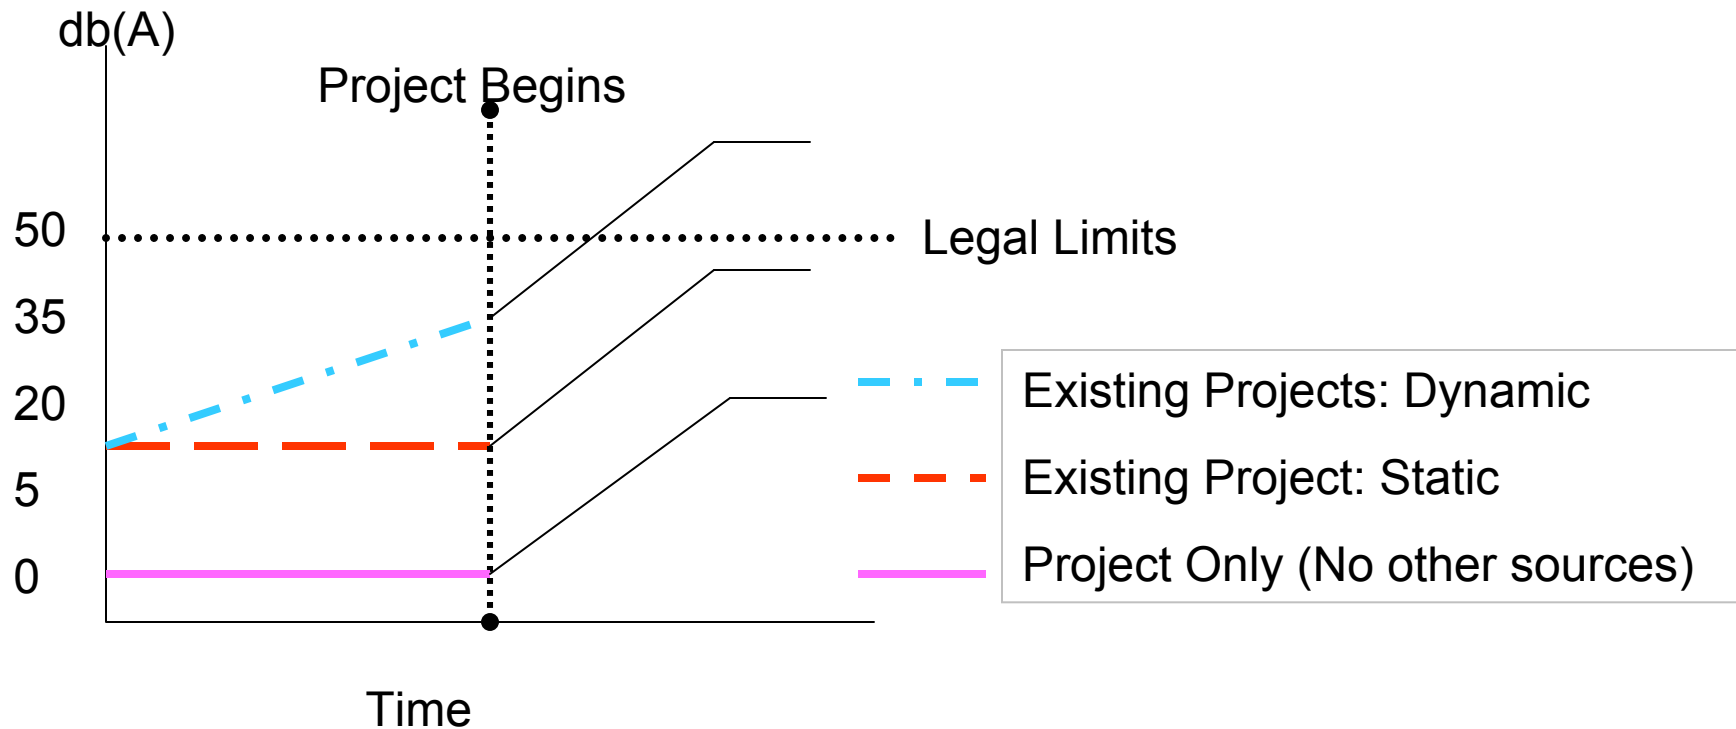 db(A)
Project Begins
50
Legal Limits
35
20
5
0
Existing Projects: Dynamic
Existing Project: Static
Project Only (No other sources)
Time